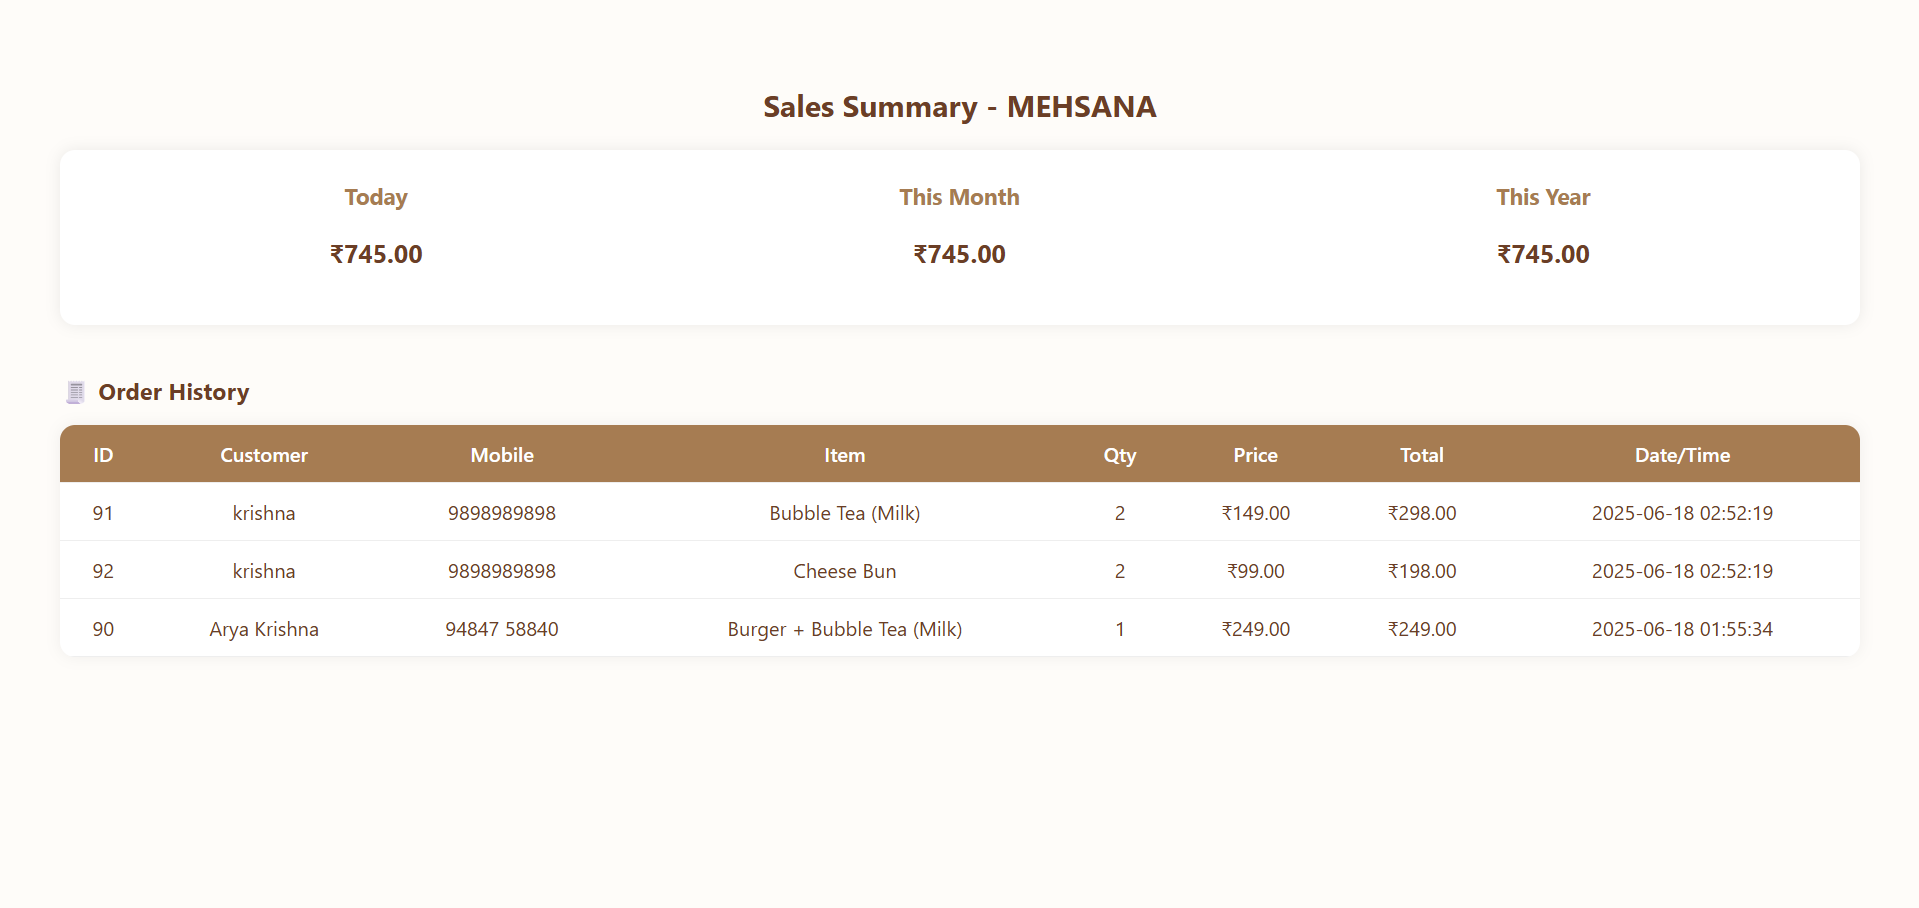 Sales Summary - MEHSANA
Today This Month This Year
₹745.00 ₹745.00 ₹745.00
Order History
ID Customer Mobile Item Qty Price Total Date/Time
91 krishna 9898989898 Bubble Tea (Milk) 2 ₹149.00 ₹298.00 2025-06-18 02:52:19
92 krishna 9898989898 Cheese Bun 2 ₹99.00 ₹198.00 2025-06-18 02:52:19
90 Arya Krishna 94847 58840 Burger + Bubble Tea (Milk) 1 ₹249.00 ₹249.00 2025-06-18 01:55:34